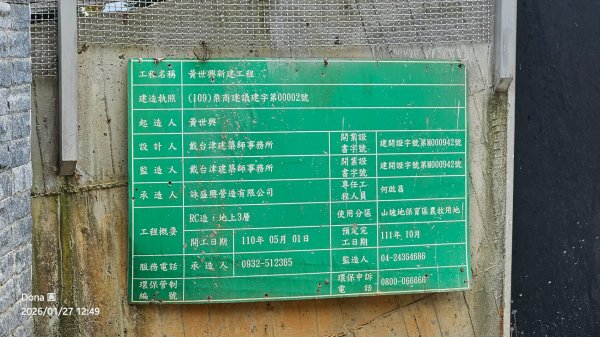 工程名稱 黃世興新建工程
建造執照 (109)栗商建鎮建字第00002號
起造人 黃世興
設計人 戴台津建築師事務所 開業證書字號 建開證字號第M000942號
監造人 戴台津建築師事務所 開業證書字號 建開證字號第M000942號
承造人 詠盛興營造有限公司 專任工程人員 何啟昌
工程概要 RC造：地上3層 使用分區 山坡地保育區農牧用地
開工日期 110年 05月 01日 預定完工日期 111年 10月
服務電話 承造人 0932-512365 監造人 04-24364686
環保管制編號 環保申訴電話 0800-066666
Dona 圓
2026/01/27 12:49